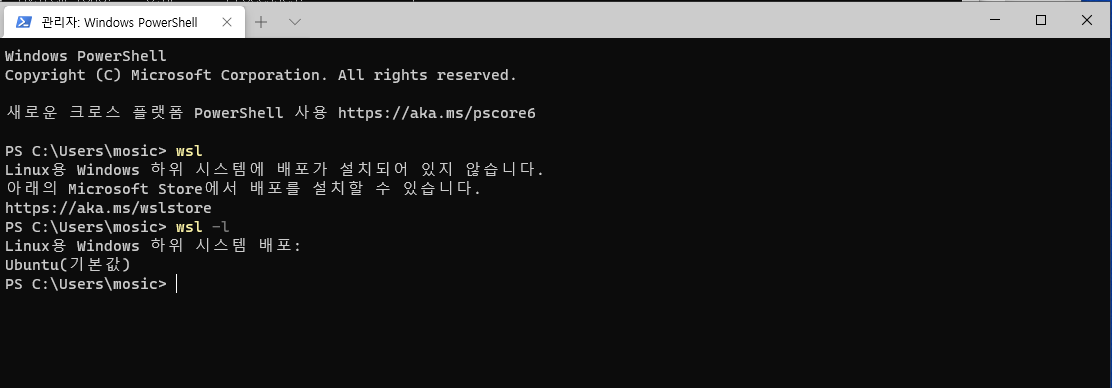 관리자: Windows PowerShell
Windows PowerShell
Copyright (C) Microsoft Corporation. All rights reserved.
새로운 크로스 플랫폼 PowerShell 사용 https://aka.ms/pscore6
PS C:\Users\mosic> wsl
Linux용 Windows 하위 시스템에 배포가 설치되어 있지 않습니다.
아래의 Microsoft Store에서 배포를 설치할 수 있습니다.
https://aka.ms/wslstore
PS C:\Users\mosic> wsl -l
Linux용 Windows 하위 시스템 배포:
Ubuntu(기본값)
PS C:\Users\mosic>